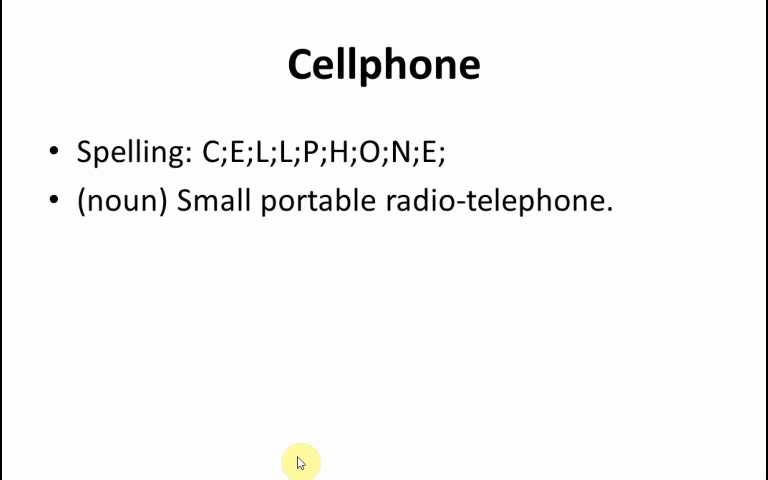 Cellphone
• Spelling: C;E;L;L;P;H;O;N;E;
• (noun) Small portable radio-telephone.